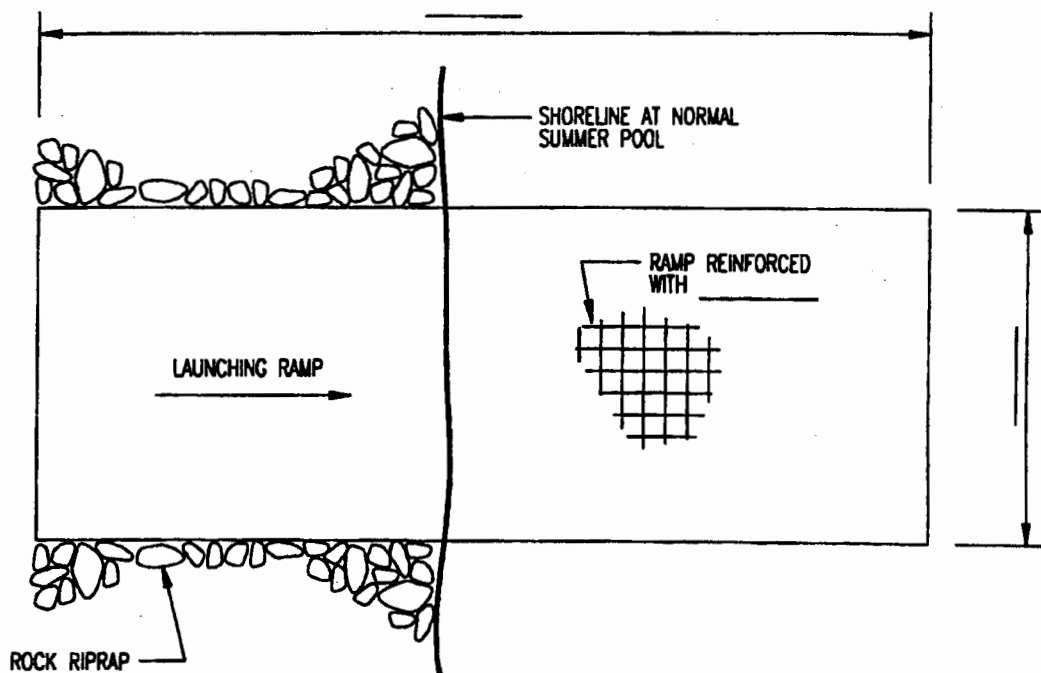 SHORELINE AT NORMAL
SUMMER POOL
RAMP REINFORCED
WITH
LAUNCHING RAMP
ROCK RIPRAP